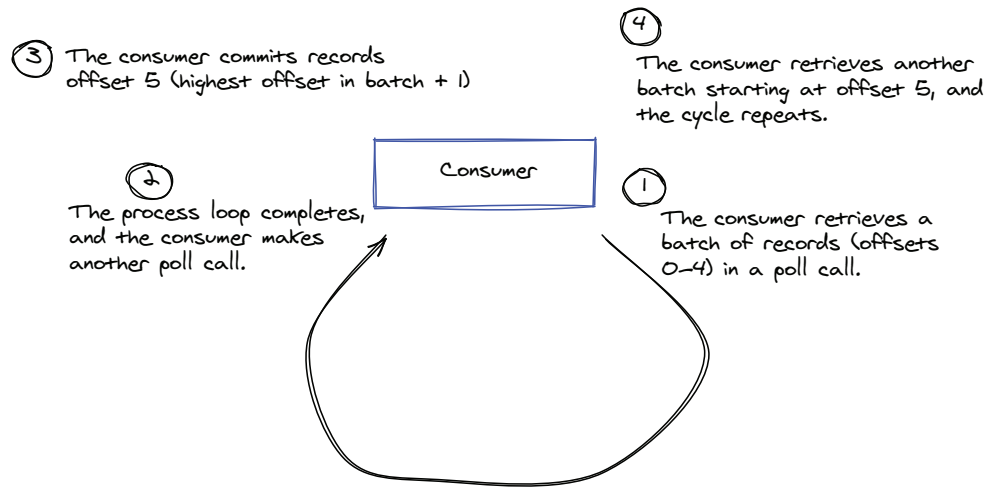 3
The consumer commits records
offset 5 (highest offset in batch + 1)
4
The consumer retrieves another
batch starting at offset 5, and
the cycle repeats.
Consumer
2
The process loop completes,
and the consumer makes
another poll call.
1
The consumer retrieves a
batch of records (offsets
0–4) in a poll call.